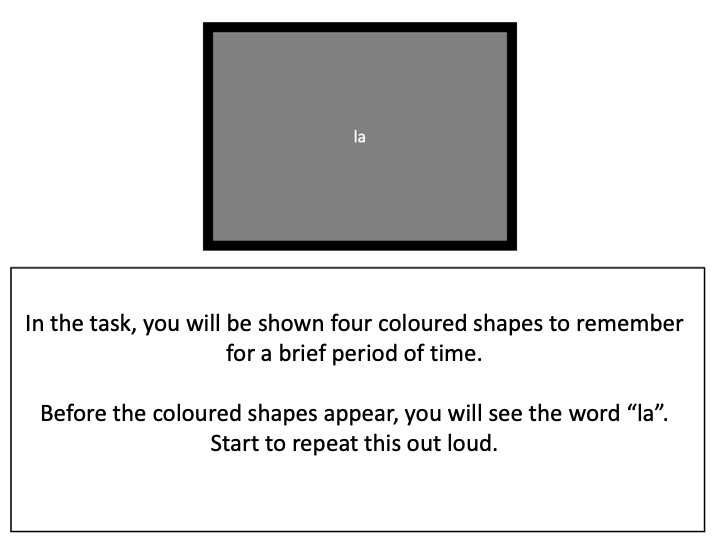 la
In the task, you will be shown four coloured shapes to remember
for a brief period of time.
Before the coloured shapes appear, you will see the word “la”.
Start to repeat this out loud.